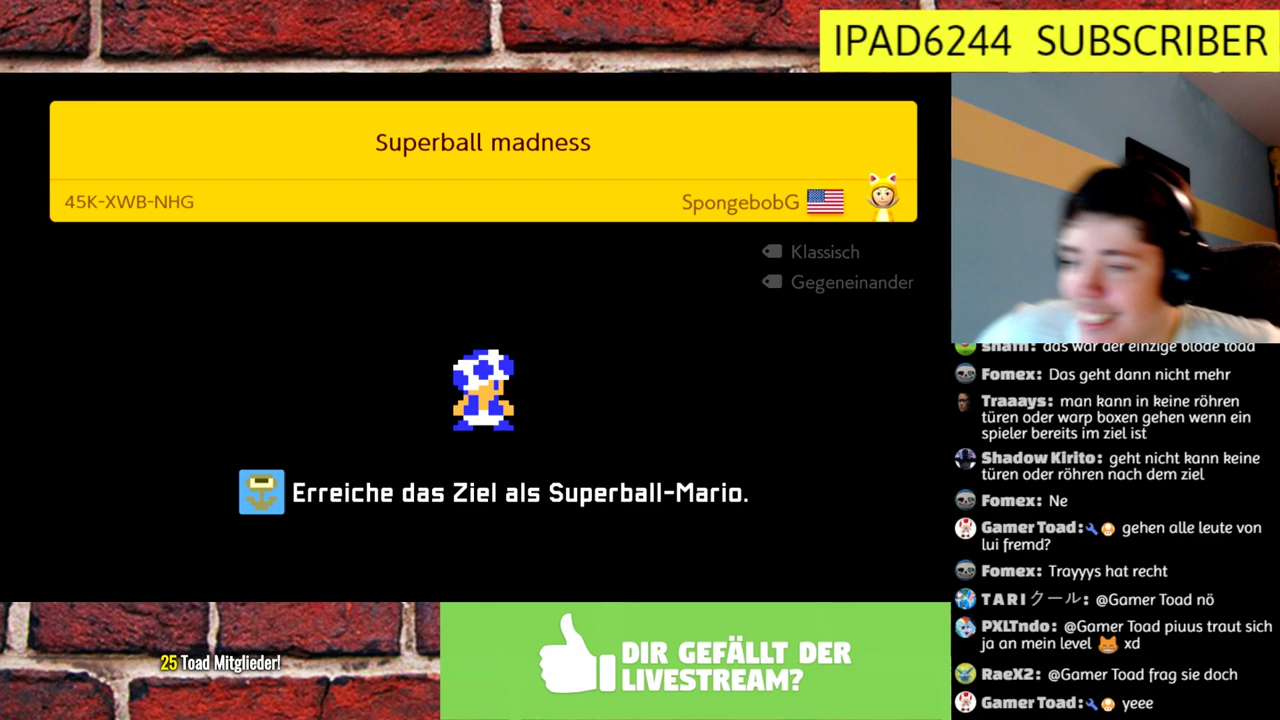 IPAD6244 SUBSCRIBER
Superball madness
45K-XWB-NHG
SpongebobG
Klassisch
Gegeneinander
Erreiche das Ziel als Superball-Mario.
25 Toad Mitglieder!
DIR GEFÄLLT DER
LIVESTREAM?
das war der einzige blöde toad
Fomex: Das geht dann nicht mehr
Traaays: man kann in keine röhren
türen oder warp boxen gehen wenn ein
spieler bereits im ziel ist
Shadow Kirito: geht nicht kann keine
türen oder röhren nach dem ziel
Fomex: Ne
Gamer Toad: gehen alle leute von
lui fremd?
Fomex: Trayyys hat recht
TARIクール: @Gamer Toad nö
PXLTndo: @Gamer Toad piuus traut sich
ja an mein level xd
RaeX2: @Gamer Toad frag sie doch
Gamer Toad: yeee